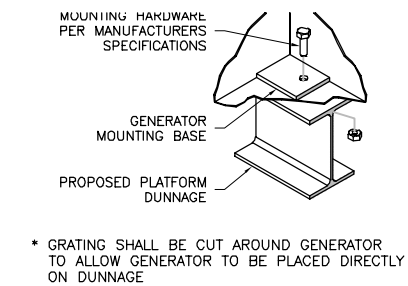 MOUNTING HARDWARE
PER MANUFACTURERS
SPECIFICATIONS
GENERATOR
MOUNTING BASE
PROPOSED PLATFORM
DUNNAGE
* GRATING SHALL BE CUT AROUND GENERATOR
TO ALLOW GENERATOR TO BE PLACED DIRECTLY
ON DUNNAGE